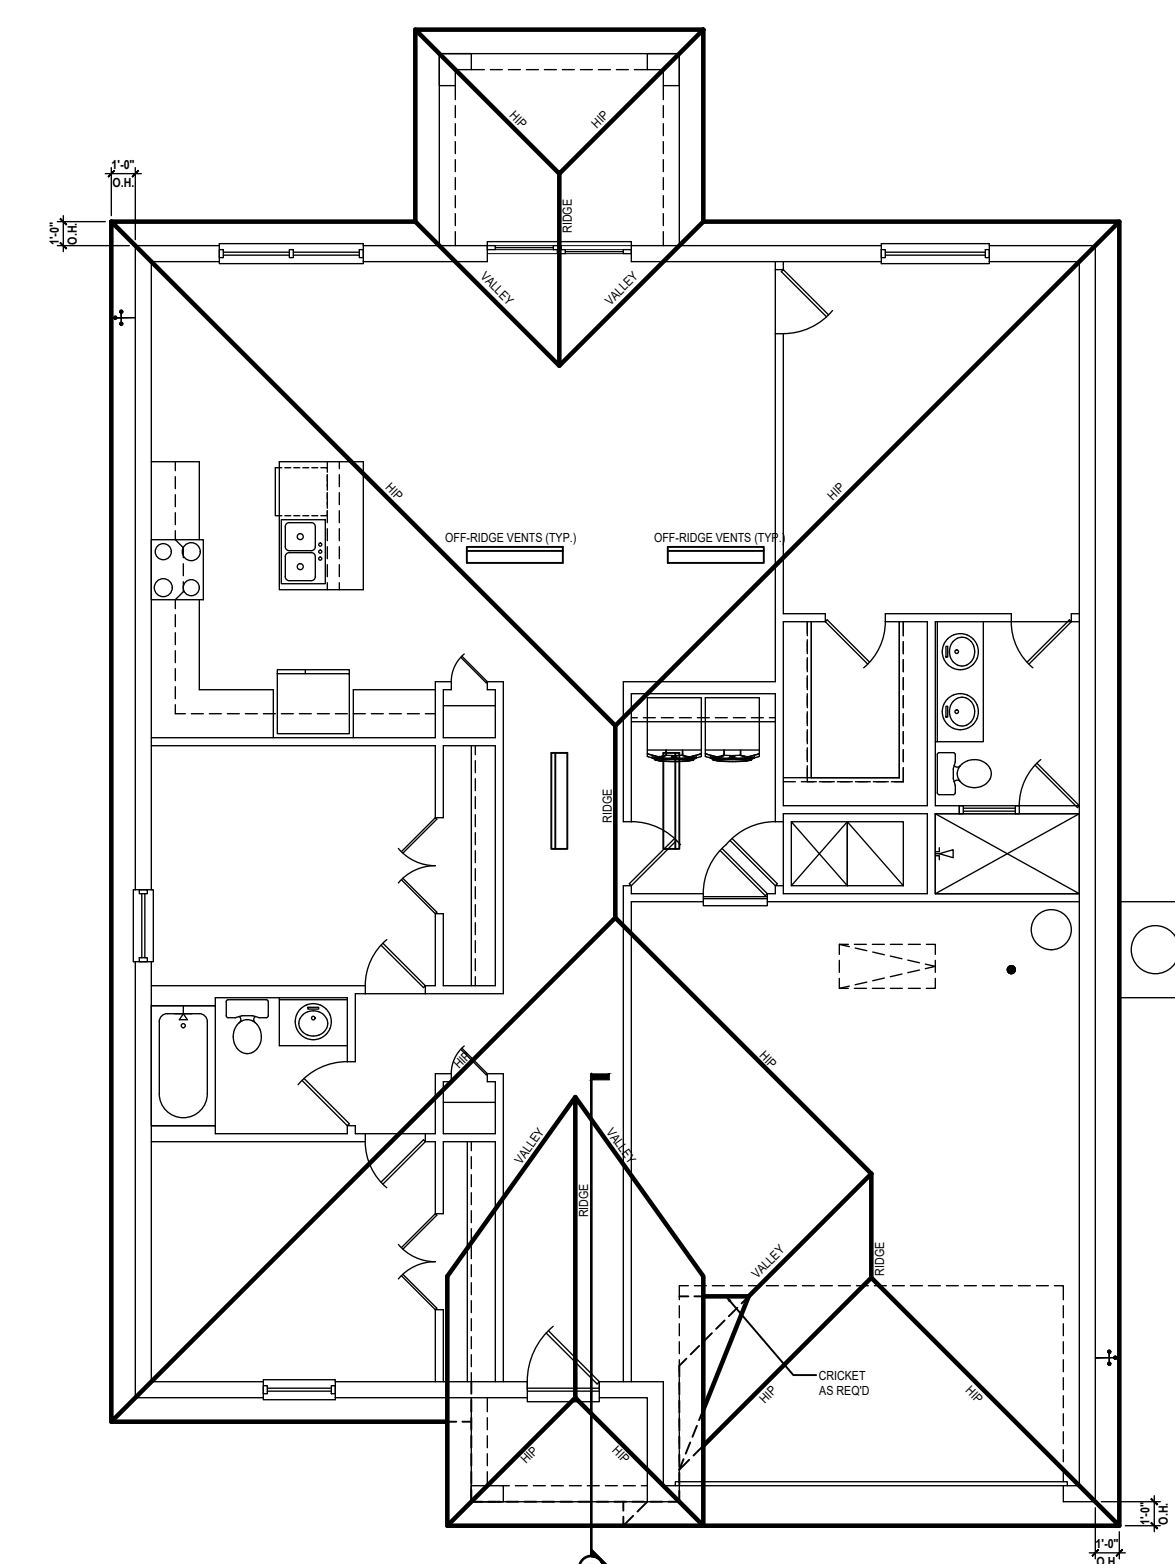 HIP
HIP
1'-0"
O.H.
RIDGE
1'-0"
O.H.
VALLEY
VALLEY
HIP
HIP
OFF-RIDGE VENTS (TYP.)
OFF-RIDGE VENTS (TYP.)
RIDGE
HIP
HIP
VALLEY
VALLEY
RIDGE
VALLEY
RIDGE
CRICKET
AS REQ'D
HIP
HIP
HIP
HIP
1'-0"
O.H.
1'-0"
O.H.